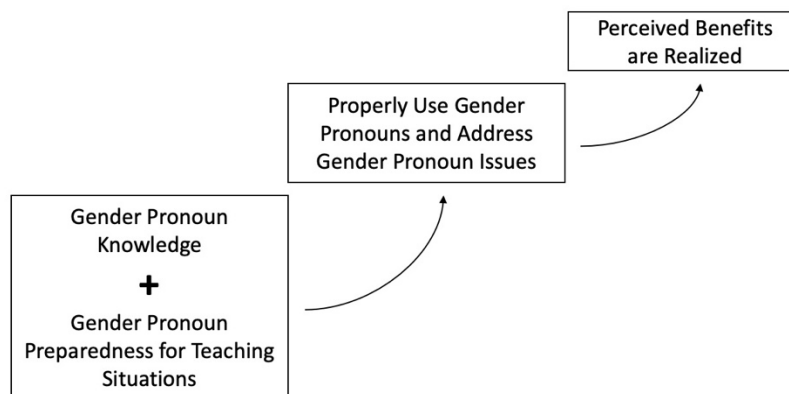 Perceived Benefits
are Realized
Properly Use Gender
Pronouns and Address
Gender Pronoun Issues
Gender Pronoun
Knowledge
+
Gender Pronoun
Preparedness for Teaching
Situations